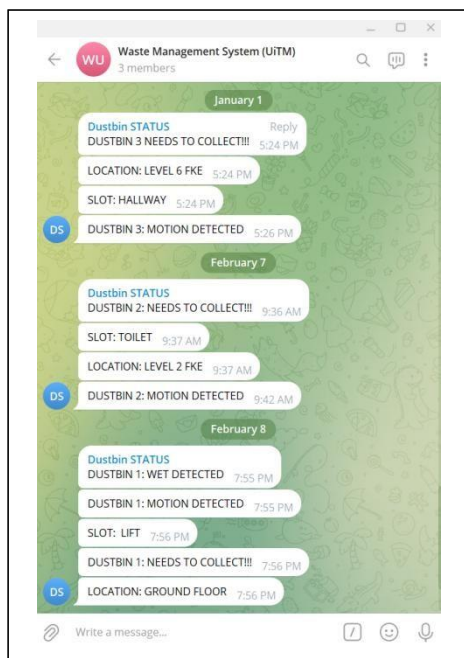 WU
Waste Management System (UiTM)
3 members
January 1
Dustbin STATUS Reply
DUSTBIN 3 NEEDS TO COLLECT!!! 5:24 PM
LOCATION: LEVEL 6 FKE 5:24 PM
SLOT: HALLWAY 5:24 PM
DS
DUSTBIN 3: MOTION DETECTED 5:26 PM
February 7
Dustbin STATUS
DUSTBIN 2: NEEDS TO COLLECT!!! 9:36 AM
SLOT: TOILET 9:37 AM
LOCATION: LEVEL 2 FKE 9:37 AM
DS
DUSTBIN 2: MOTION DETECTED 9:42 AM
February 8
Dustbin STATUS
DUSTBIN 1: WET DETECTED 7:55 PM
DUSTBIN 1: MOTION DETECTED 7:55 PM
SLOT: LIFT 7:56 PM
DUSTBIN 1: NEEDS TO COLLECT!!! 7:56 PM
DS
LOCATION: GROUND FLOOR 7:56 PM
Write a message...